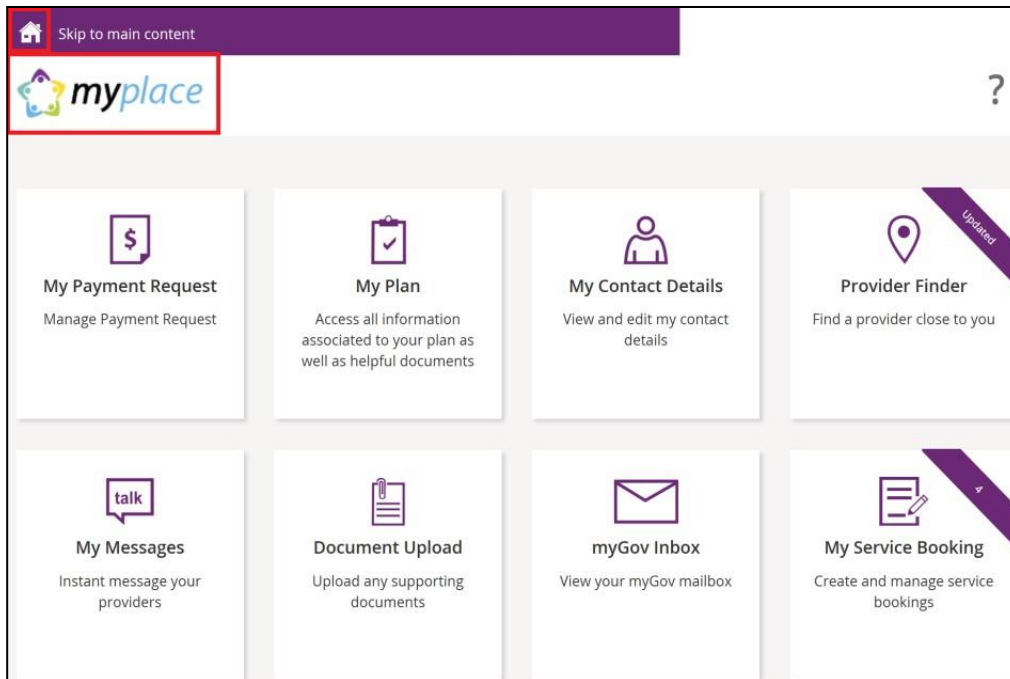 Skip to main content
myplace
?
$
My Payment Request
Manage Payment Request
My Plan
Access all information
associated to your plan as
well as helpful documents
My Contact Details
View and edit my contact
details
Updated
Provider Finder
Find a provider close to you
talk
My Messages
Instant message your
providers
Document Upload
Upload any supporting
documents
myGov Inbox
View your myGov mailbox
4
My Service Booking
Create and manage service
bookings